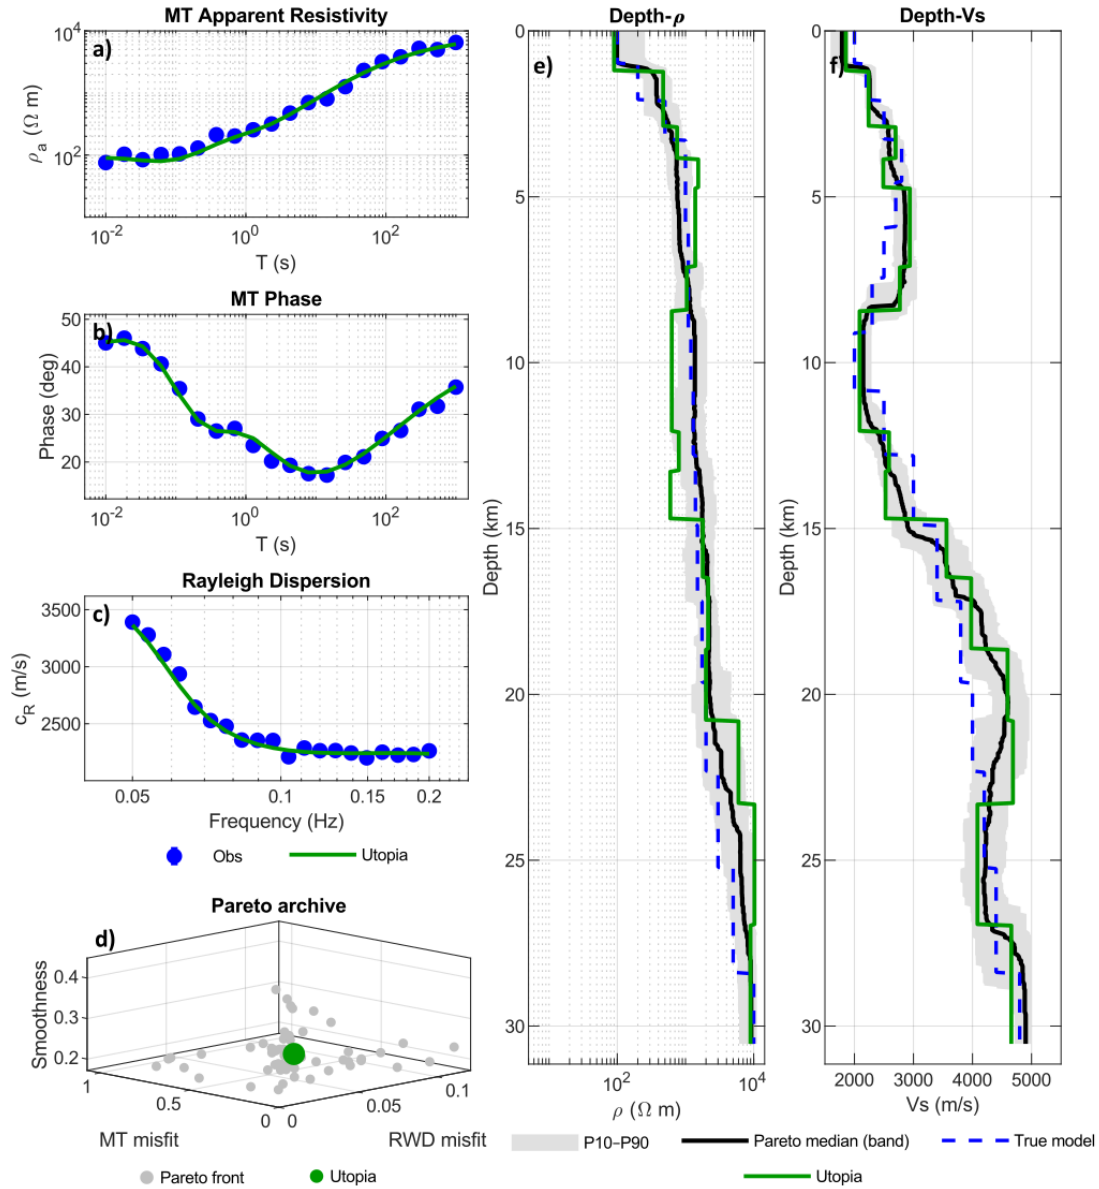 MT Apparent Resistivity
a)
10^4
10^2
ρ_a (Ω m)
10^-2
10^0
10^2
T (s)
MT Phase
b)
50
40
30
20
Phase (deg)
10^-2
10^0
10^2
T (s)
Rayleigh Dispersion
c)
3500
3000
2500
c_R (m/s)
0.05
0.1
0.15
0.2
Frequency (Hz)
Obs
Utopia
Pareto archive
d)
Smoothness
0.4
0.3
0.2
1
0.5
0
0
0.05
0.1
MT misfit
RWD misfit
Pareto front
Utopia
Depth-ρ
e)
0
5
10
15
20
25
30
Depth (km)
10^2
10^4
ρ (Ω m)
Depth-Vs
f)
0
5
10
15
20
25
30
Depth (km)
2000
3000
4000
5000
Vs (m/s)
P10–P90
Pareto median (band)
True model
Utopia